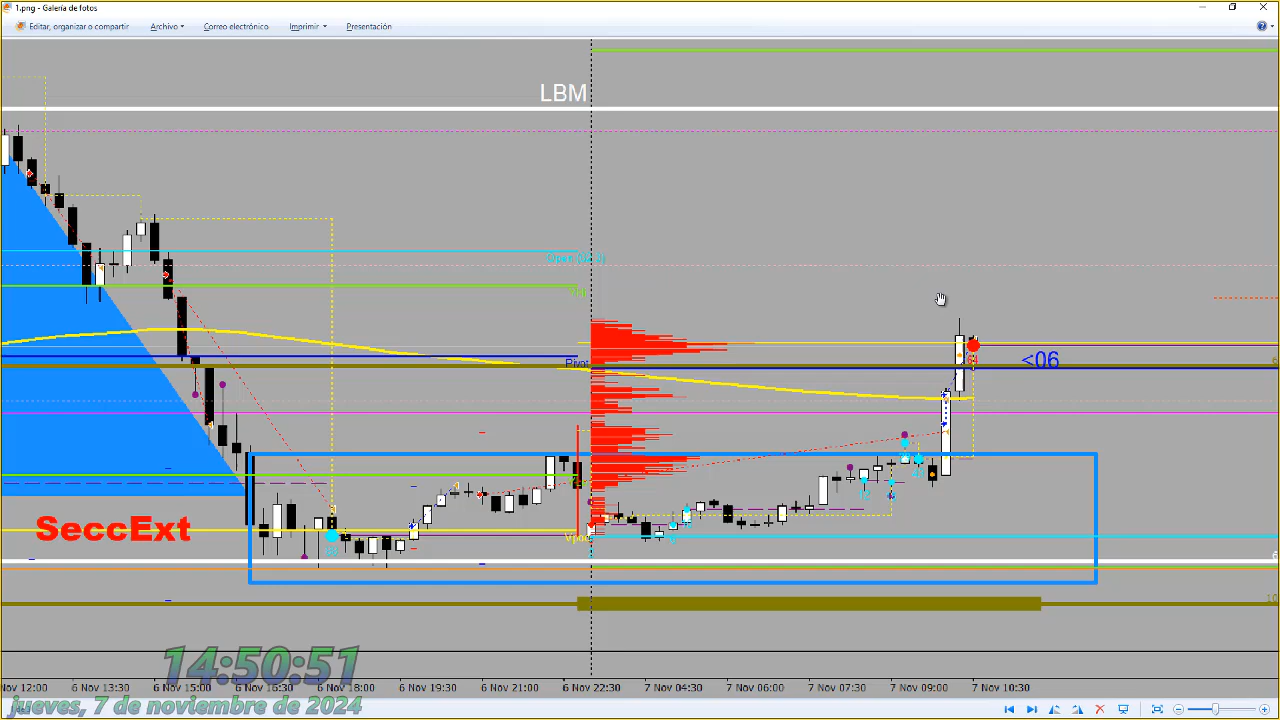 1.png - Galería de fotos
Editar, organizar o compartir
Archivo
Correo electrónico
Imprimir
Presentación
LBM
Pivot
<06
64
12
SeccExt
Vpoc
10
14:50:51
6 Nov 13:30
6 Nov 15:00
6 Nov 16:30
6 Nov 18:00
6 Nov 19:30
6 Nov 21:00
6 Nov 22:30
7 Nov 04:30
7 Nov 06:00
7 Nov 07:30
7 Nov 09:00
7 Nov 10:30
jueves, 7 de noviembre de 2024